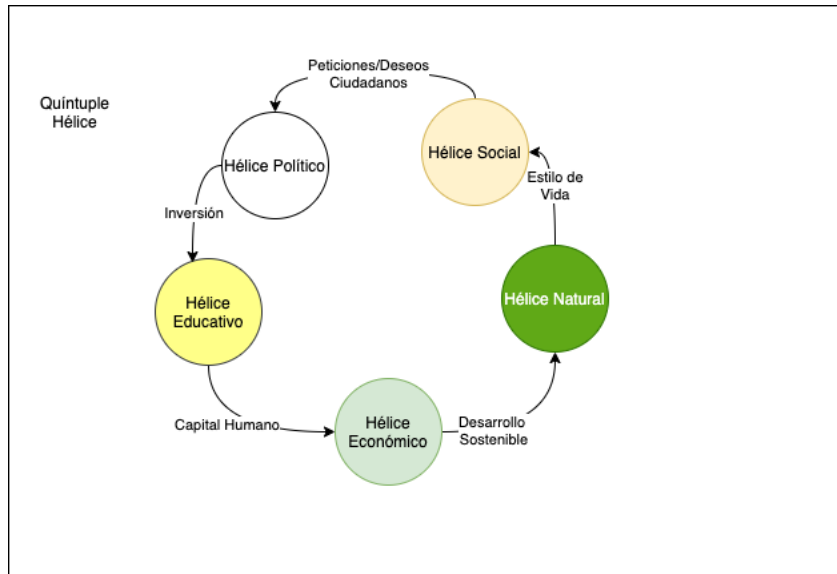 Peticiones/Deseos
Ciudadanos
Quíntuple
Hélice
Hélice Político
Hélice Social
Estilo de
Vida
Inversión
Hélice
Educativo
Hélice Natural
Capital Humano
Hélice
Económico
Desarrollo
Sostenible